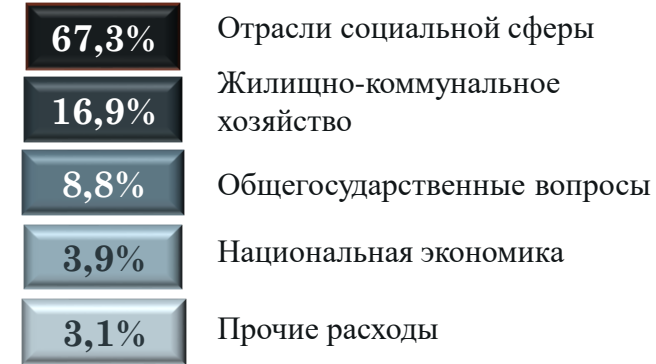 67,3% Отрасли социальной сферы
16,9% Жилищно-коммунальное
хозяйство
8,8% Общегосударственные вопросы
3,9% Национальная экономика
3,1% Прочие расходы